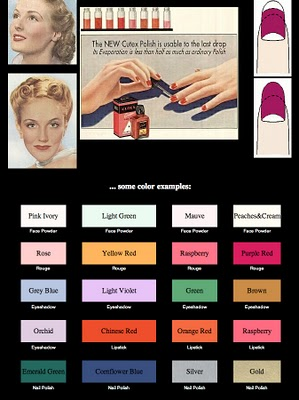 The NEW Cutex Polish is usable to the last drop
Its Evaporation is less than half as much as ordinary Polish
... some color examples:
Pink Ivory
Light Green
Mauve
Peaches&Cream
Face Powder
Face Powder
Face Powder
Face Powder
Rose
Yellow Red
Raspberry
Purple Red
Rouge
Rouge
Rouge
Rouge
Grey Blue
Light Violet
Green
Brown
Eyeshadow
Eyeshadow
Eyeshadow
Eyeshadow
Orchid
Chinese Red
Orange Red
Raspberry
Eyeshadow
Lipstick
Lipstick
Lipstick
Emerald Green
Cornflower Blue
Silver
Gold
Nail Polish
Nail Polish
Nail Polish
Nail Polish